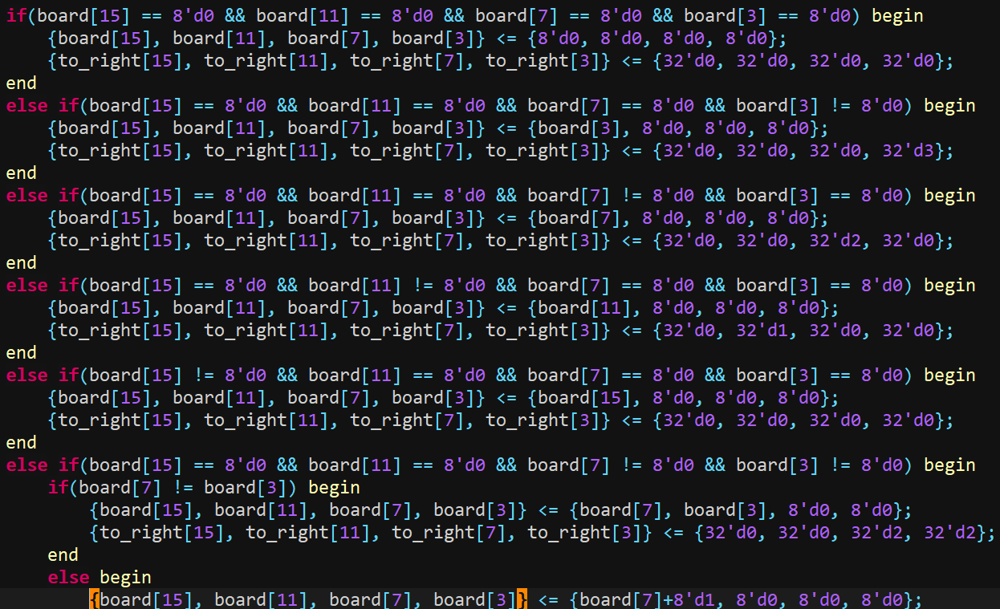 if(board[15] == 8'd0 && board[11] == 8'd0 && board[7] == 8'd0 && board[3] == 8'd0) begin
    {board[15], board[11], board[7], board[3]} <= {8'd0, 8'd0, 8'd0, 8'd0};
    {to_right[15], to_right[11], to_right[7], to_right[3]} <= {32'd0, 32'd0, 32'd0, 32'd0};
end
else if(board[15] == 8'd0 && board[11] == 8'd0 && board[7] == 8'd0 && board[3] != 8'd0) begin
    {board[15], board[11], board[7], board[3]} <= {board[3], 8'd0, 8'd0, 8'd0};
    {to_right[15], to_right[11], to_right[7], to_right[3]} <= {32'd0, 32'd0, 32'd0, 32'd3};
end
else if(board[15] == 8'd0 && board[11] == 8'd0 && board[7] != 8'd0 && board[3] == 8'd0) begin
    {board[15], board[11], board[7], board[3]} <= {board[7], 8'd0, 8'd0, 8'd0};
    {to_right[15], to_right[11], to_right[7], to_right[3]} <= {32'd0, 32'd0, 32'd2, 32'd0};
end
else if(board[15] == 8'd0 && board[11] != 8'd0 && board[7] == 8'd0 && board[3] == 8'd0) begin
    {board[15], board[11], board[7], board[3]} <= {board[11], 8'd0, 8'd0, 8'd0};
    {to_right[15], to_right[11], to_right[7], to_right[3]} <= {32'd0, 32'd1, 32'd0, 32'd0};
end
else if(board[15] != 8'd0 && board[11] == 8'd0 && board[7] == 8'd0 && board[3] == 8'd0) begin
    {board[15], board[11], board[7], board[3]} <= {board[15], 8'd0, 8'd0, 8'd0};
    {to_right[15], to_right[11], to_right[7], to_right[3]} <= {32'd0, 32'd0, 32'd0, 32'd0};
end
else if(board[15] == 8'd0 && board[11] == 8'd0 && board[7] != 8'd0 && board[3] != 8'd0) begin
    if(board[7] != board[3]) begin
        {board[15], board[11], board[7], board[3]} <= {board[7], board[3], 8'd0, 8'd0};
        {to_right[15], to_right[11], to_right[7], to_right[3]} <= {32'd0, 32'd0, 32'd2, 32'd2};
    end
    else begin
        {board[15], board[11], board[7], board[3]} <= {board[7]+8'd1, 8'd0, 8'd0, 8'd0};